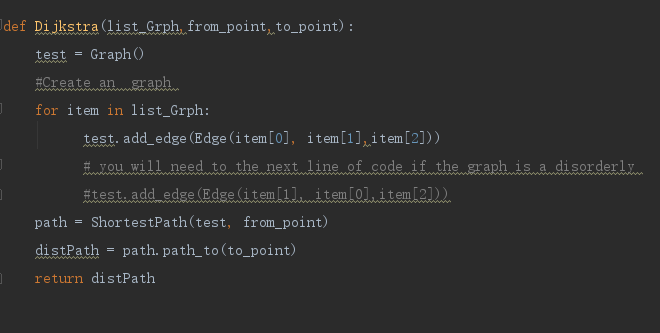 def Dijkstra(list_Grph,from_point,to_point):
test = Graph()
#Create an  graph
for item in list_Grph:
test.add_edge(Edge(item[0], item[1],item[2]))
# you will need to the next line of code if the graph is a disorderly
#test.add_edge(Edge(item[1], item[0],item[2]))
path = ShortestPath(test, from_point)
distPath = path.path_to(to_point)
return distPath